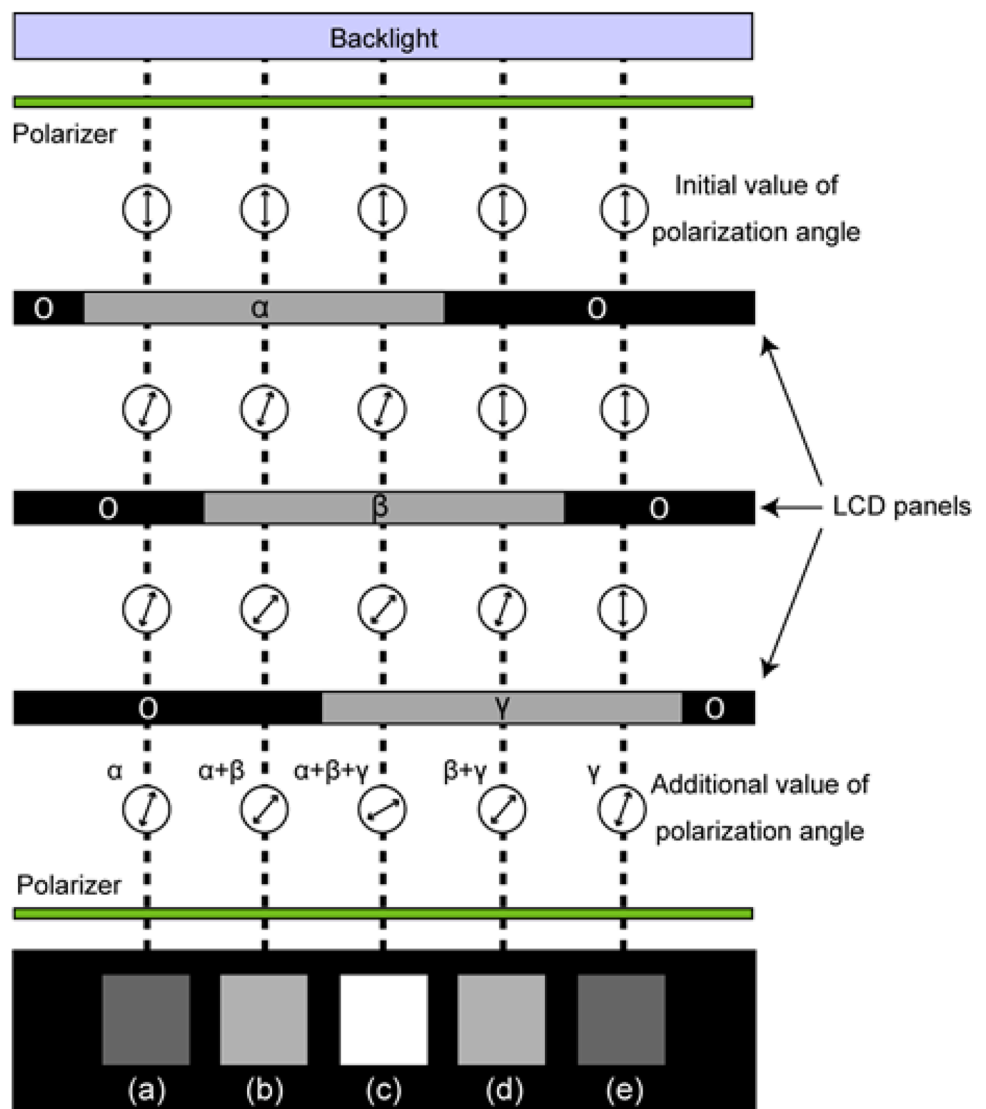 Backlight
Polarizer
Initial value of
polarization angle
O α O
O β O
LCD panels
O γ O
α α+β α+β+γ β+γ γ
Additional value of
polarization angle
Polarizer
(a) (b) (c) (d) (e)